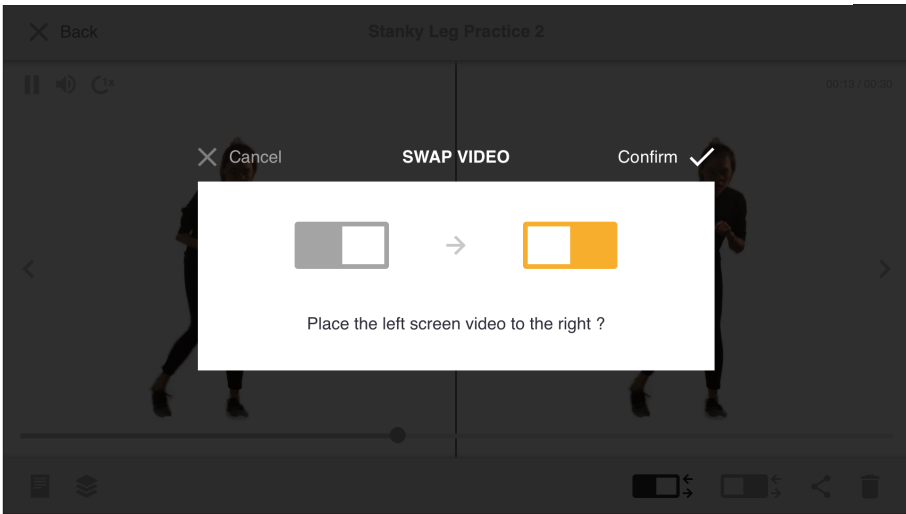 Back
Stanky Leg Practice 2
1x
00:13 / 00:30
Cancel
SWAP VIDEO
Confirm
Place the left screen video to the right ?